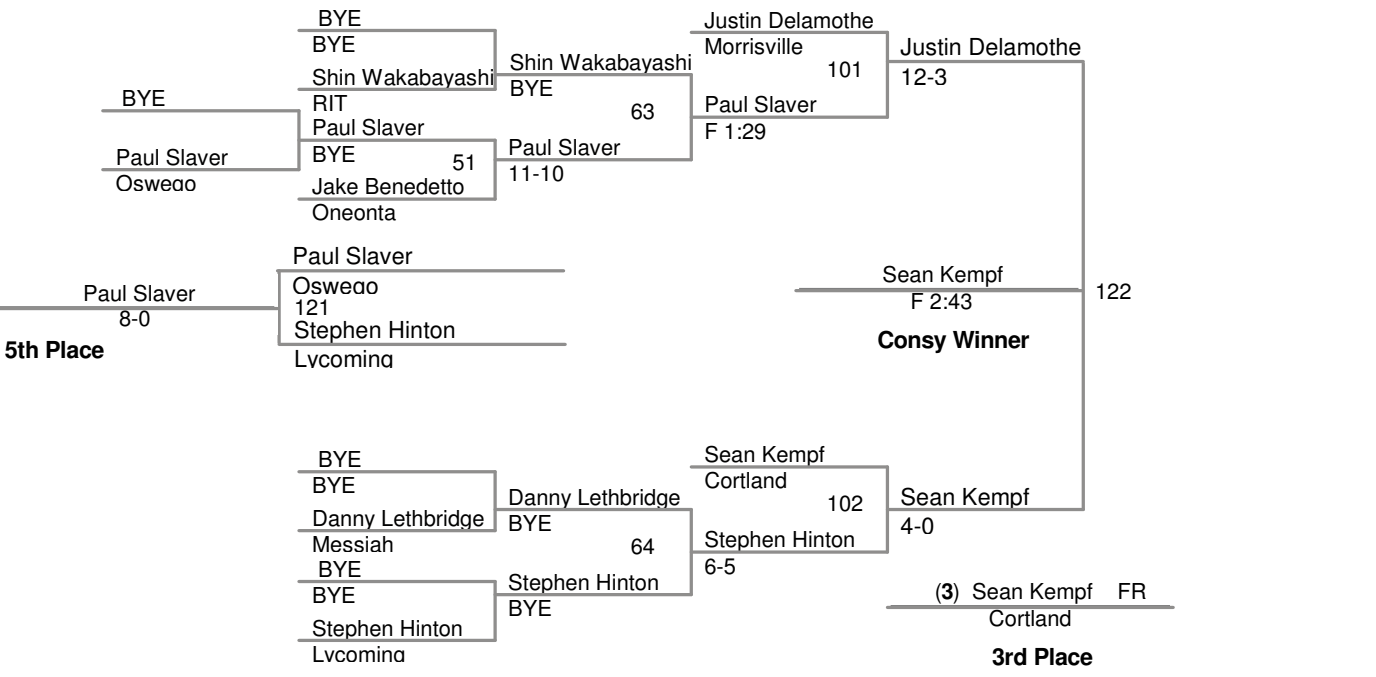 BYE
BYE
Shin Wakabayashi
RIT
BYE
Paul Slaver
Oswego
Paul Slaver
BYE
51
Jake Benedetto
Oneonta
Shin Wakabayashi
BYE
63
Paul Slaver
11-10
Justin Delamothe
Morrisville
101
Paul Slaver
F 1:29
Justin Delamothe
12-3
Paul Slaver
Oswego
121
Stephen Hinton
Lycoming
Paul Slaver
8-0
5th Place
Sean Kempf
F 2:43
122
Consy Winner
BYE
BYE
Danny Lethbridge
Messiah
BYE
BYE
Stephen Hinton
Lycoming
Danny Lethbridge
BYE
64
Stephen Hinton
BYE
Sean Kempf
Cortland
102
Stephen Hinton
6-5
Sean Kempf
4-0
(3) Sean Kempf FR
Cortland
3rd Place